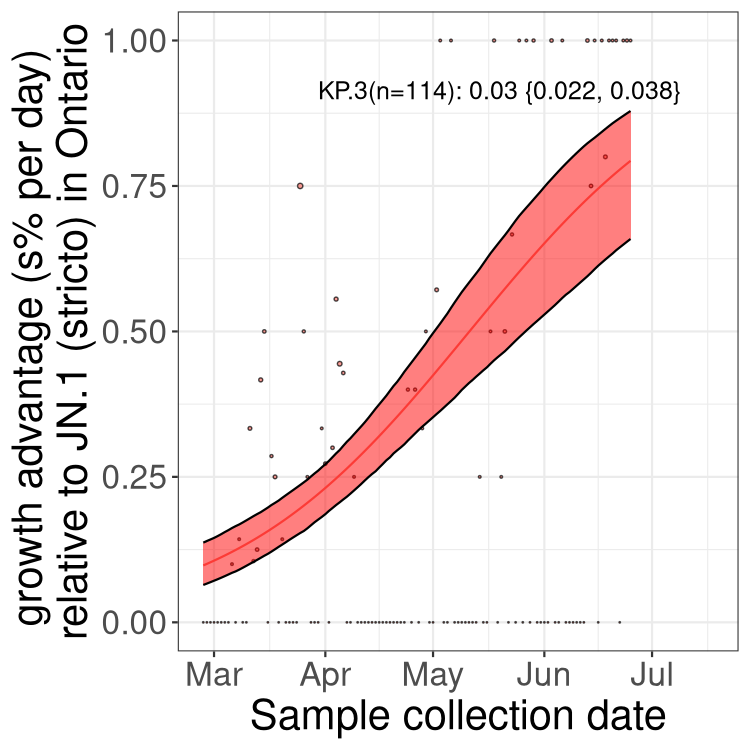 growth advantage (s% per day)
relative to JN.1 (stricto) in Ontario
1.00
0.75
0.50
0.25
0.00
KP.3(n=114): 0.03 {0.022, 0.038}
Mar Apr May Jun Jul
Sample collection date